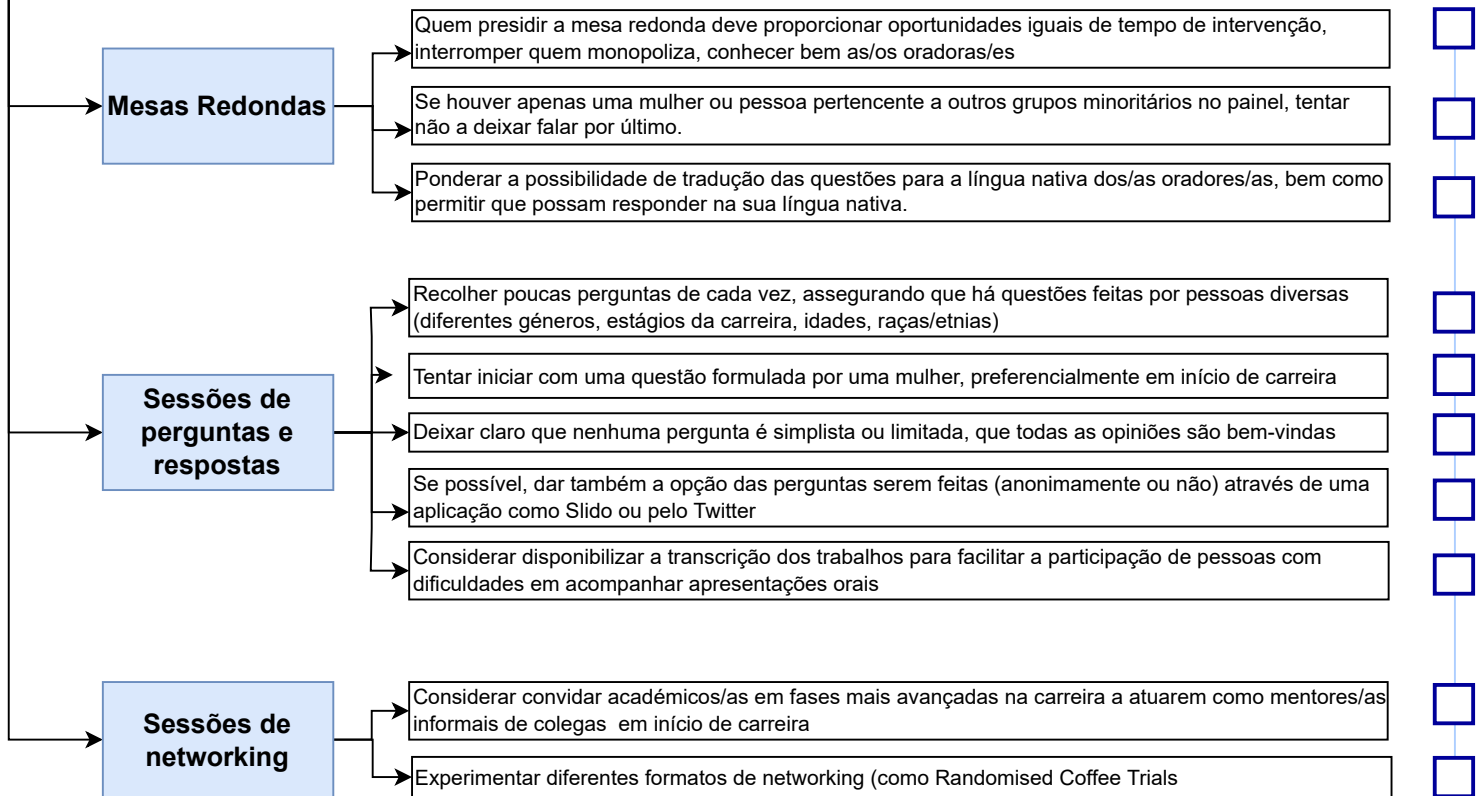 Mesas Redondas
Quem presidir a mesa redonda deve proporcionar oportunidades iguais de tempo de intervenção,
interromper quem monopoliza, conhecer bem as/os oradoras/es
Se houver apenas uma mulher ou pessoa pertencente a outros grupos minoritários no painel, tentar
não a deixar falar por último.
Ponderar a possibilidade de tradução das questões para a língua nativa dos/as oradores/as, bem como
permitir que possam responder na sua língua nativa.
Sessões de
perguntas e
respostas
Recolher poucas perguntas de cada vez, assegurando que há questões feitas por pessoas diversas
(diferentes géneros, estágios da carreira, idades, raças/etnias)
Tentar iniciar com uma questão formulada por uma mulher, preferencialmente em início de carreira
Deixar claro que nenhuma pergunta é simplista ou limitada, que todas as opiniões são bem-vindas
Se possível, dar também a opção das perguntas serem feitas (anonimamente ou não) através de uma
aplicação como Slido ou pelo Twitter
Considerar disponibilizar a transcrição dos trabalhos para facilitar a participação de pessoas com
dificuldades em acompanhar apresentações orais
Sessões de
networking
Considerar convidar académicos/as em fases mais avançadas na carreira a atuarem como mentores/as
informais de colegas em início de carreira
Experimentar diferentes formatos de networking (como Randomised Coffee Trials